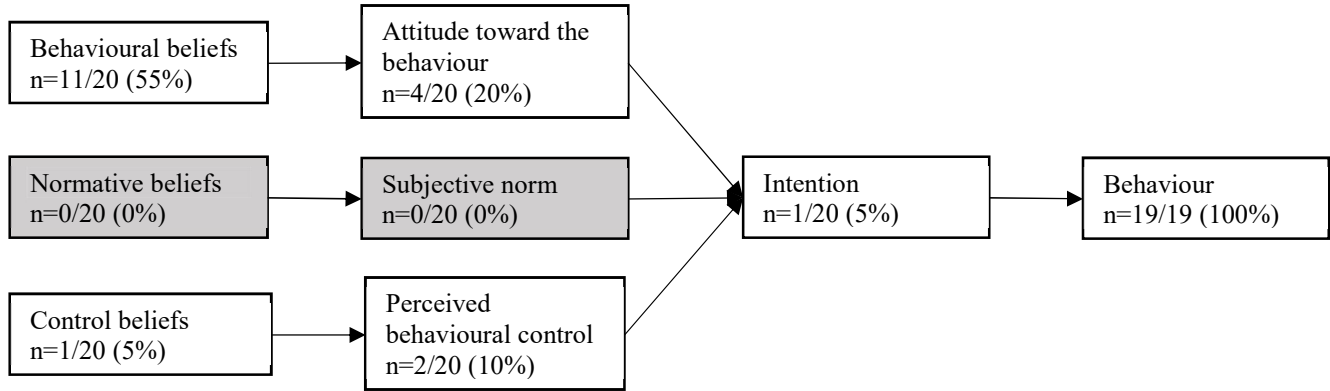 Behavioural beliefs
n=11/20 (55%)
Attitude toward the
behaviour
n=4/20 (20%)
Normative beliefs
n=0/20 (0%)
Subjective norm
n=0/20 (0%)
Intention
n=1/20 (5%)
Behaviour
n=19/19 (100%)
Control beliefs
n=1/20 (5%)
Perceived
behavioural control
n=2/20 (10%)